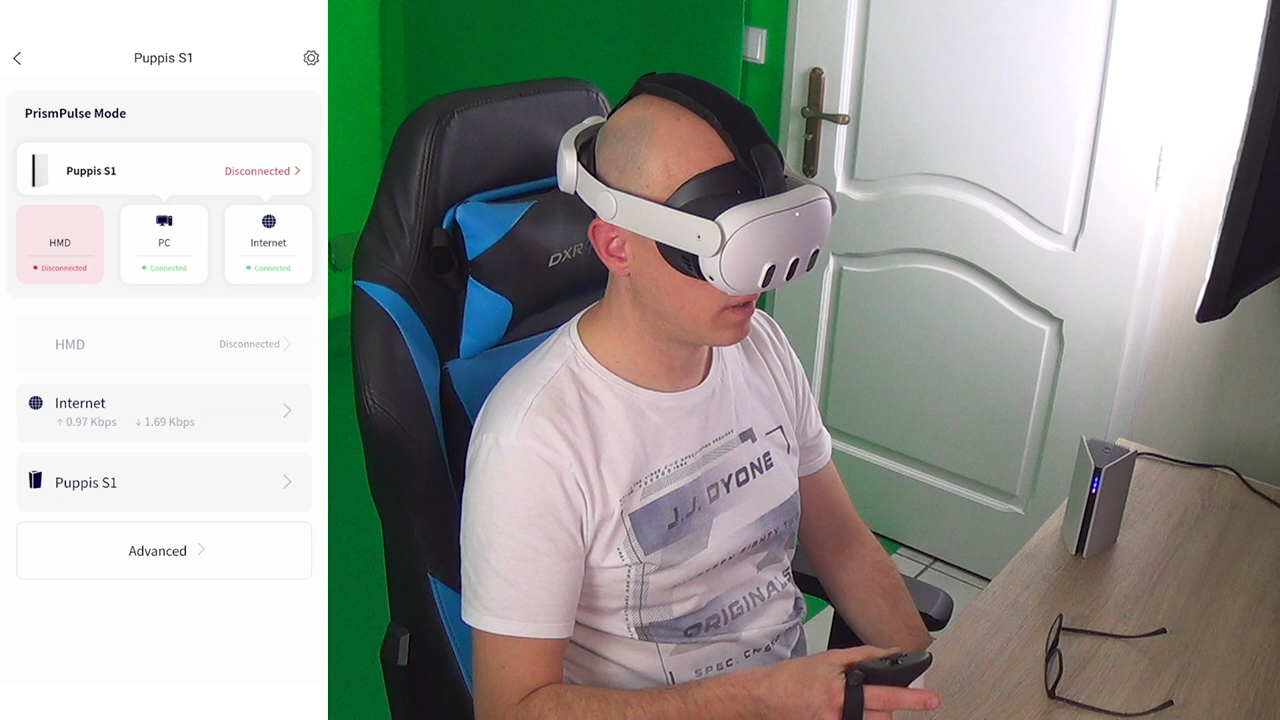 Puppis S1
PrismPulse Mode
Puppis S1
Disconnected
HMD
PC
Internet
Disconnected
Connected
Connected
HMD
Disconnected
Internet
↑ 0.97 Kbps ↓ 1.69 Kbps
Puppis S1
Advanced
J.J. DYONE
ORIGINALS
SPEC.